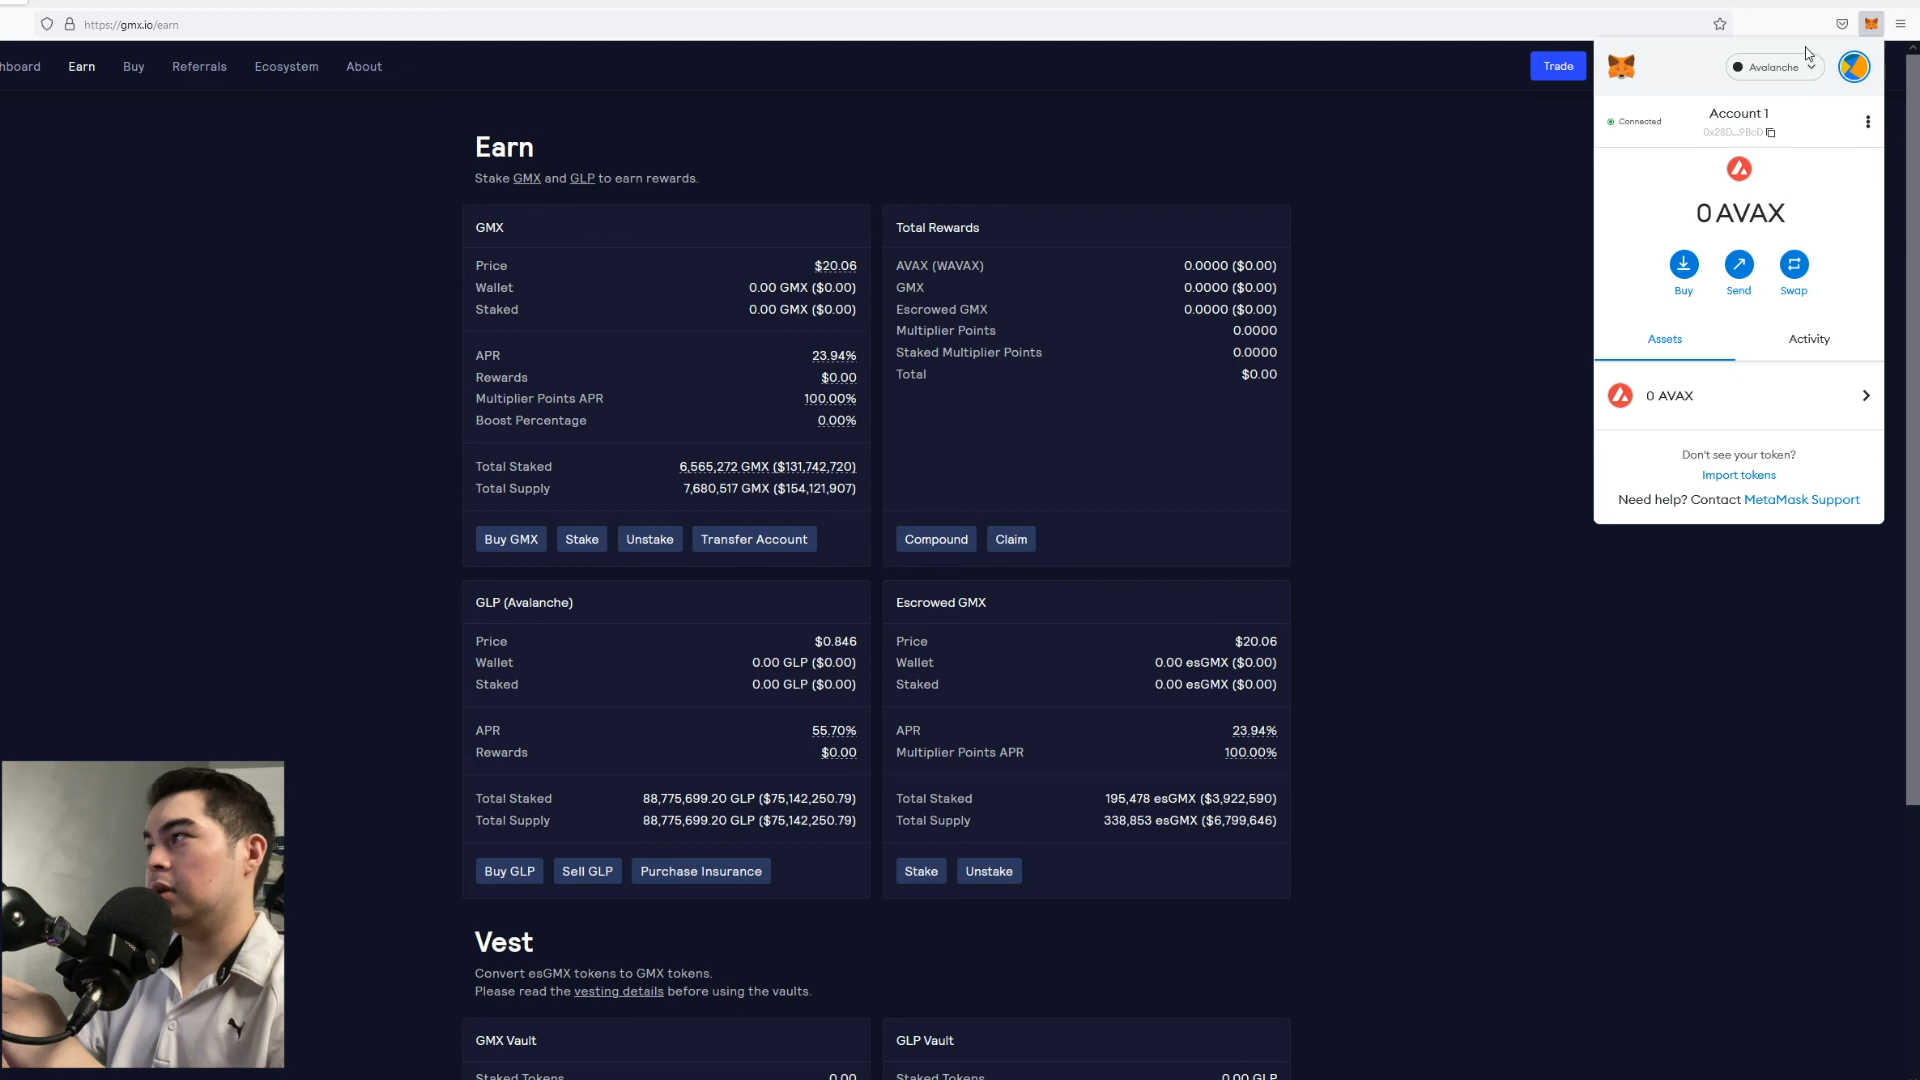 https://gmx.io/earn
hboard Earn Buy Referrals Ecosystem About Trade
Avalanche
Connected
Account 1
0x28D...9BcD
0 AVAX
Buy Send Swap
Assets Activity
0 AVAX
Don't see your token?
Import tokens
Need help? Contact MetaMask Support
Earn
Stake GMX and GLP to earn rewards.
GMX
Price $20.06
Wallet 0.00 GMX ($0.00)
Staked 0.00 GMX ($0.00)
APR 23.94%
Rewards $0.00
Multiplier Points APR 100.00%
Boost Percentage 0.00%
Total Staked 6,565,272 GMX ($131,742,720)
Total Supply 7,680,517 GMX ($154,121,907)
Buy GMX Stake Unstake Transfer Account
Total Rewards
AVAX (WAVAX) 0.0000 ($0.00)
GMX 0.0000 ($0.00)
Escrowed GMX 0.0000 ($0.00)
Multiplier Points 0.0000
Staked Multiplier Points 0.0000
Total $0.00
Compound Claim
GLP (Avalanche)
Price $0.846
Wallet 0.00 GLP ($0.00)
Staked 0.00 GLP ($0.00)
APR 55.70%
Rewards $0.00
Total Staked 88,775,699.20 GLP ($75,142,250.79)
Total Supply 88,775,699.20 GLP ($75,142,250.79)
Buy GLP Sell GLP Purchase Insurance
Escrowed GMX
Price $20.06
Wallet 0.00 esGMX ($0.00)
Staked 0.00 esGMX ($0.00)
APR 23.94%
Multiplier Points APR 100.00%
Total Staked 195,478 esGMX ($3,922,590)
Total Supply 338,853 esGMX ($6,799,646)
Stake Unstake
Vest
Convert esGMX tokens to GMX tokens.
Please read the vesting details before using the vaults.
GMX Vault
Staked Tokens 0.00
GLP Vault
Staked Tokens 0.00 GLP